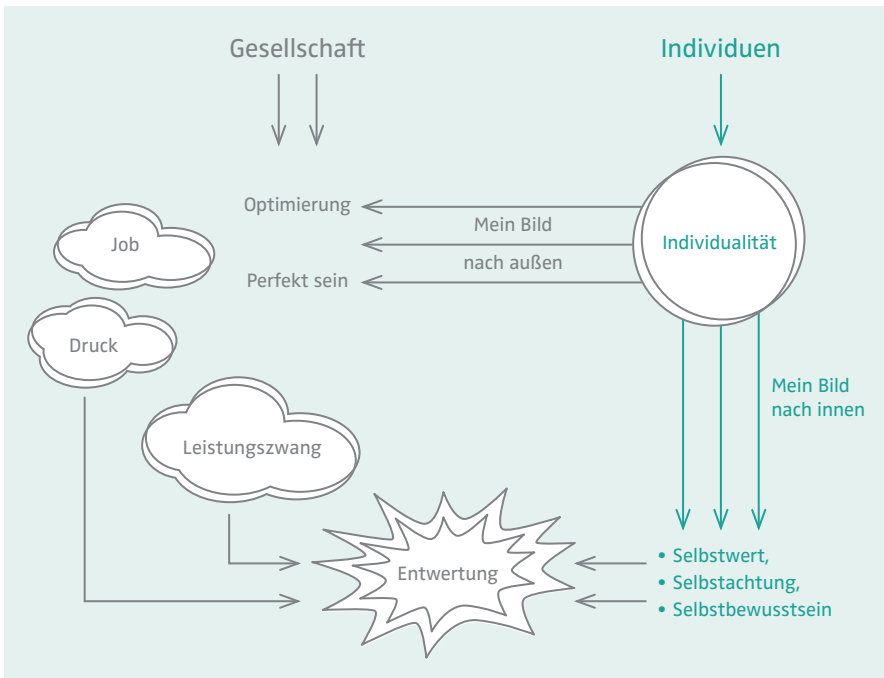 Gesellschaft
Individuen
Optimierung
Mein Bild
nach außen
Perfekt sein
Individualität
Job
Druck
Leistungszwang
Mein Bild
nach innen
Entwertung
• Selbstwert,
• Selbstachtung,
• Selbstbewusstsein